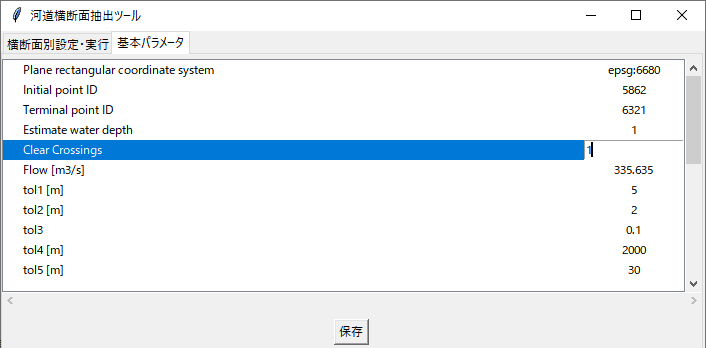 河道横断面抽出ツール
横断面別設定・実行 基本パラメータ
Plane rectangular coordinate system epsg:6680
Initial point ID 5862
Terminal point ID 6321
Estimate water depth 1
Clear Crossings 1
Flow [m3/s] 335.635
tol1 [m] 5
tol2 [m] 2
tol3 0.1
tol4 [m] 2000
tol5 [m] 30
保存